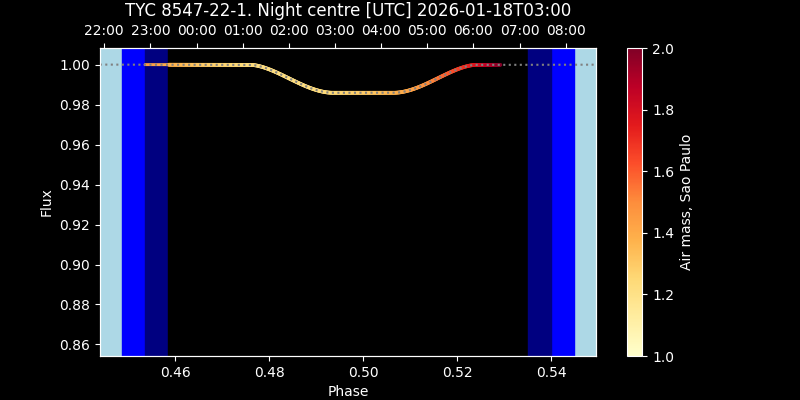 TYC 8547-22-1. Night centre [UTC] 2026-01-18T03:00
22:00 23:00 00:00 01:00 02:00 03:00 04:00 05:00 06:00 07:00 08:00
1.00
0.98
0.96
0.94
0.92
0.90
0.88
0.86
Flux
0.46 0.48 0.50 0.52 0.54
Phase
2.0
1.8
1.6
1.4
1.2
1.0
Air mass, Sao Paulo